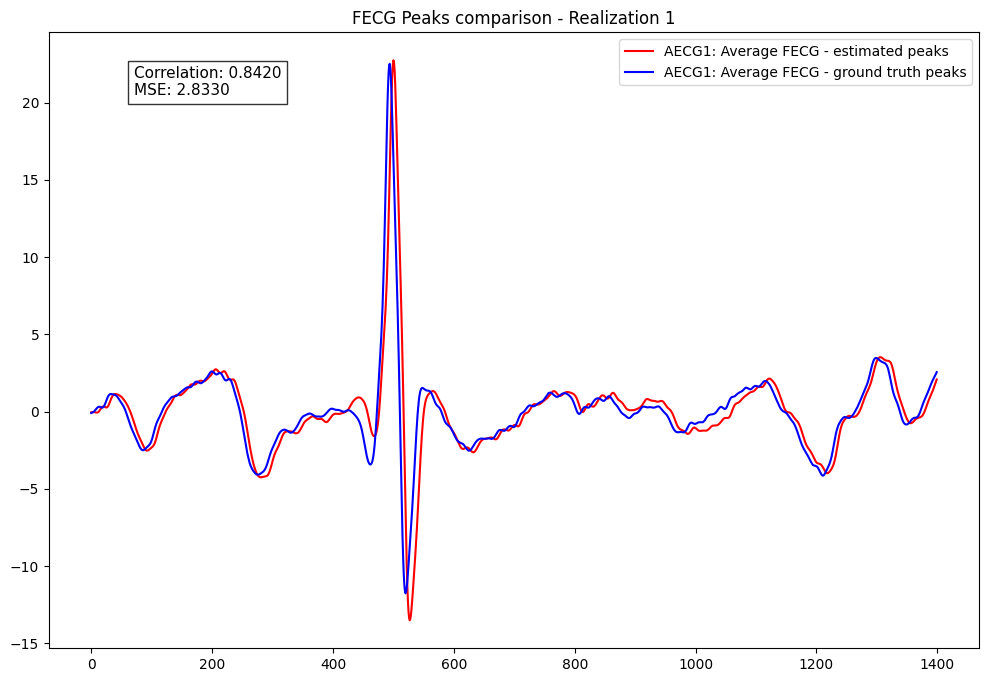 FECG Peaks comparison - Realization 1
AECG1: Average FECG - estimated peaks
AECG1: Average FECG - ground truth peaks
Correlation: 0.8420
MSE: 2.8330
20
15
10
5
0
−5
−10
−15
0 200 400 600 800 1000 1200 1400